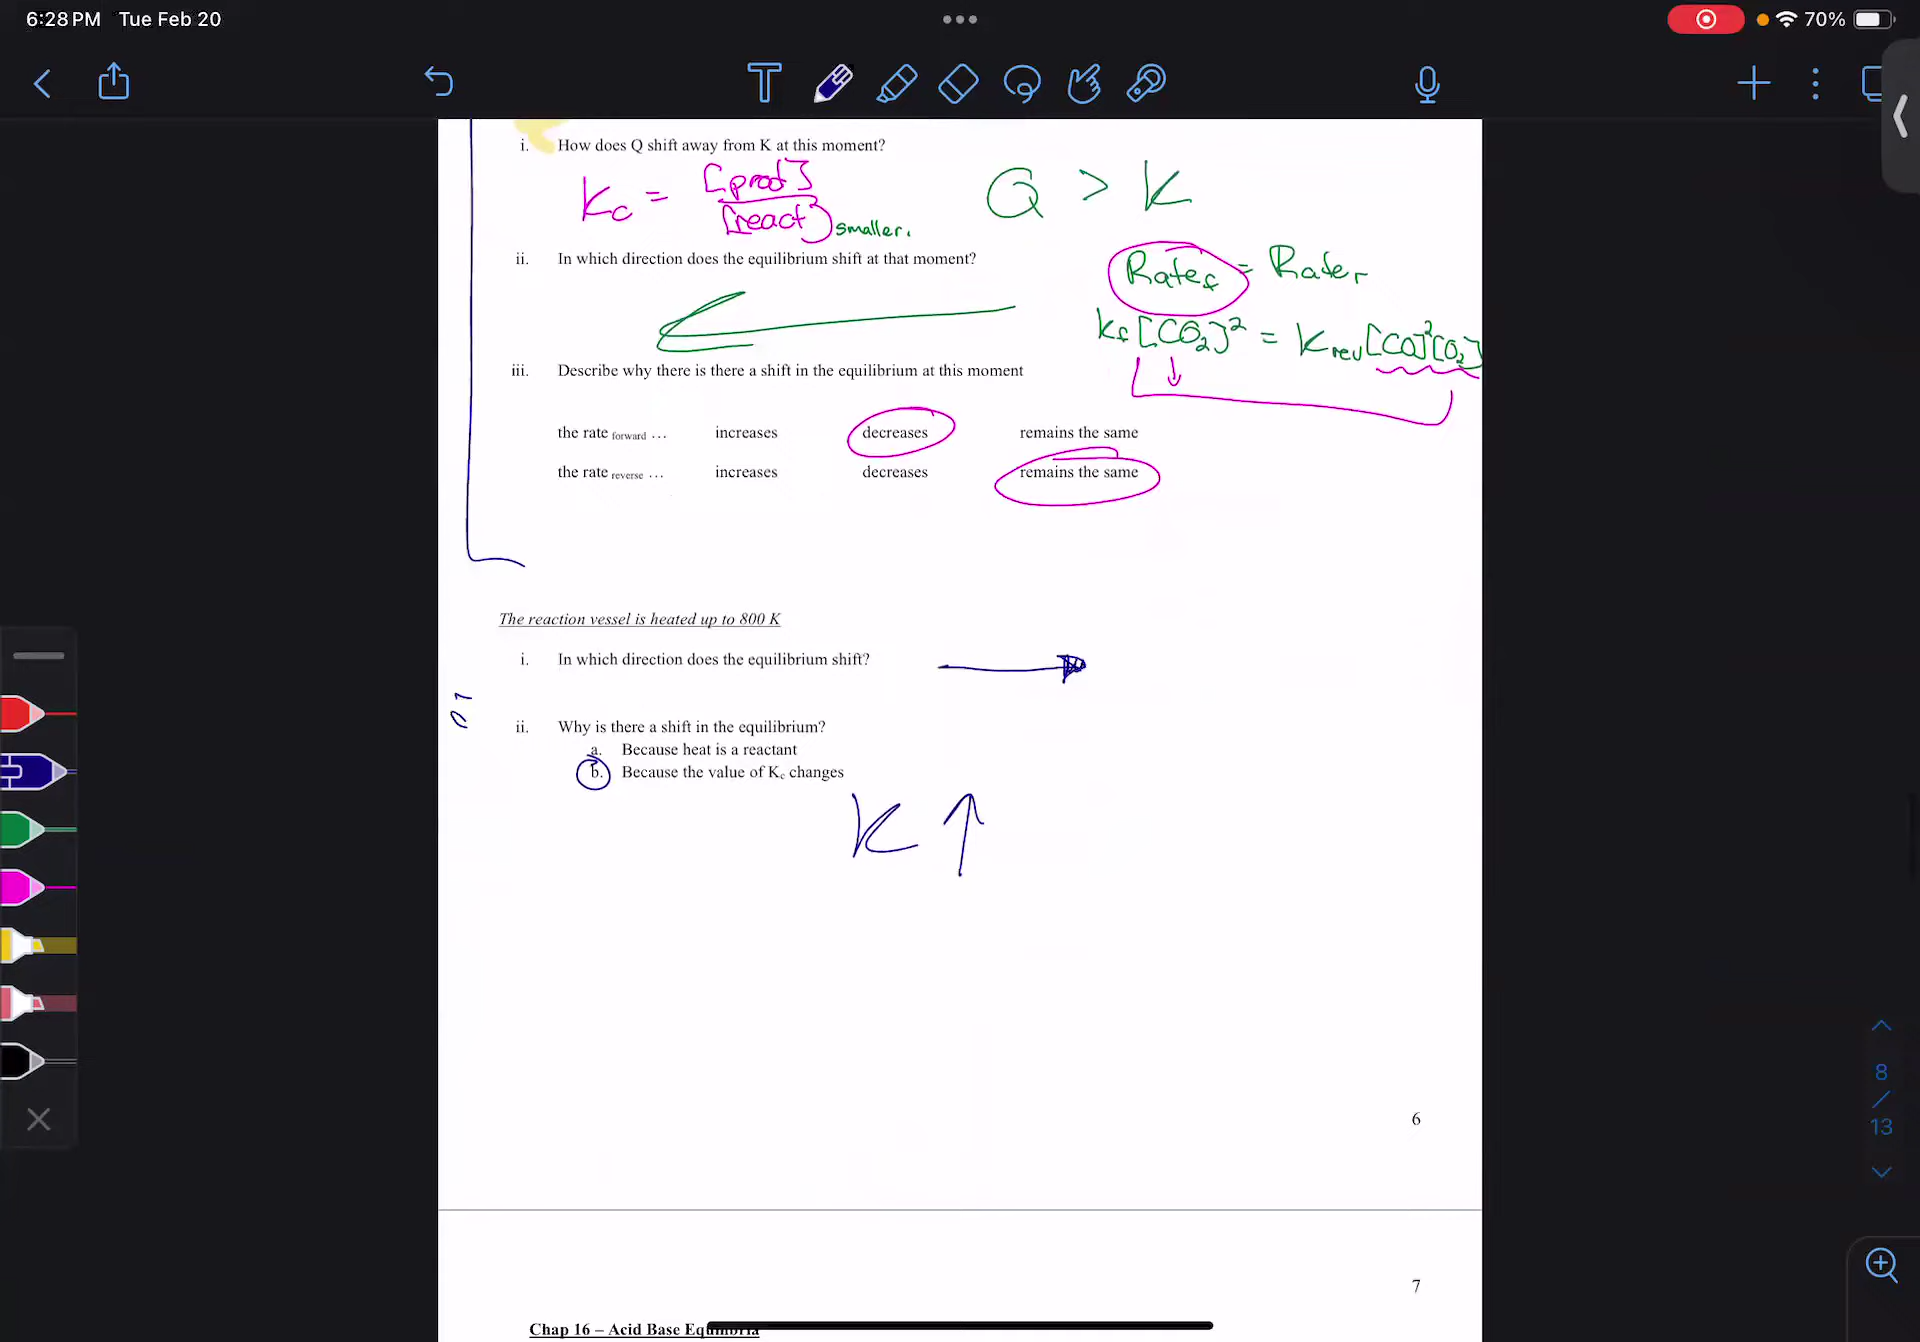 6:28 PM Tue Feb 20
70%
i. How does Q shift away from K at this moment?
Kc = [prod] / [react] smaller. Q > K
ii. In which direction does the equilibrium shift at that moment?
Ratef = Rater
kf[CO2]² = krev[CO]²[O2]
iii. Describe why there is there a shift in the equilibrium at this moment
the rate forward … increases decreases remains the same
the rate reverse … increases decreases remains the same
The reaction vessel is heated up to 800 K
i. In which direction does the equilibrium shift?
ii. Why is there a shift in the equilibrium?
a. Because heat is a reactant
b. Because the value of Kc changes
K ↑
6
8
/
13
7
Chap 16 – Acid Base Equilibria